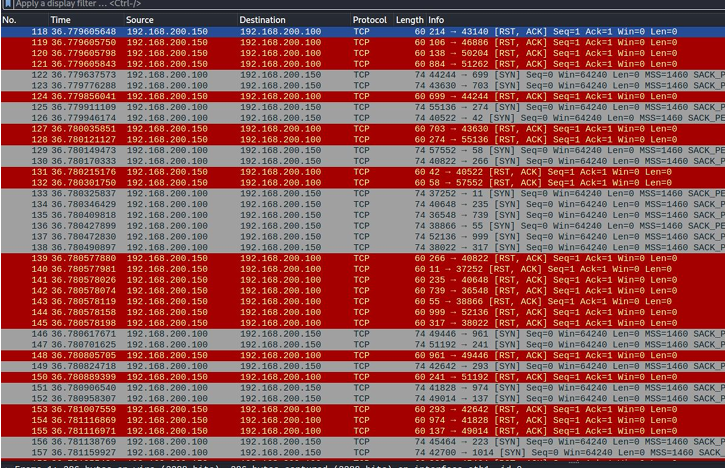 Apply a display filter ... <Ctrl-/>
No. Time Source Destination Protocol Length Info
118 36.779605648 192.168.200.150 192.168.200.100 TCP 60 214 → 43140 [RST, ACK] Seq=1 Ack=1 Win=0 Len=0
119 36.779605750 192.168.200.150 192.168.200.100 TCP 60 106 → 46886 [RST, ACK] Seq=1 Ack=1 Win=0 Len=0
120 36.779605798 192.168.200.150 192.168.200.100 TCP 60 138 → 50204 [RST, ACK] Seq=1 Ack=1 Win=0 Len=0
121 36.779605843 192.168.200.150 192.168.200.100 TCP 60 884 → 51262 [RST, ACK] Seq=1 Ack=1 Win=0 Len=0
122 36.779637573 192.168.200.100 192.168.200.150 TCP 74 44244 → 699 [SYN] Seq=0 Win=64240 Len=0 MSS=1460 SACK_PE
123 36.779776288 192.168.200.100 192.168.200.150 TCP 74 43630 → 703 [SYN] Seq=0 Win=64240 Len=0 MSS=1460 SACK_PE
124 36.779856041 192.168.200.150 192.168.200.100 TCP 60 699 → 44244 [RST, ACK] Seq=1 Ack=1 Win=0 Len=0
125 36.779911109 192.168.200.100 192.168.200.150 TCP 74 55136 → 274 [SYN] Seq=0 Win=64240 Len=0 MSS=1460 SACK_PE
126 36.779946174 192.168.200.100 192.168.200.150 TCP 74 40522 → 42 [SYN] Seq=0 Win=64240 Len=0 MSS=1460 SACK_PER
127 36.780035851 192.168.200.150 192.168.200.100 TCP 60 703 → 43630 [RST, ACK] Seq=1 Ack=1 Win=0 Len=0
128 36.780121127 192.168.200.150 192.168.200.100 TCP 60 274 → 55136 [RST, ACK] Seq=1 Ack=1 Win=0 Len=0
129 36.780149473 192.168.200.100 192.168.200.150 TCP 74 57552 → 58 [SYN] Seq=0 Win=64240 Len=0 MSS=1460 SACK_PER
130 36.780170333 192.168.200.100 192.168.200.150 TCP 74 40822 → 266 [SYN] Seq=0 Win=64240 Len=0 MSS=1460 SACK_PE
131 36.780215176 192.168.200.150 192.168.200.100 TCP 60 42 → 40522 [RST, ACK] Seq=1 Ack=1 Win=0 Len=0
132 36.780301750 192.168.200.150 192.168.200.100 TCP 60 58 → 57552 [RST, ACK] Seq=1 Ack=1 Win=0 Len=0
133 36.780325837 192.168.200.100 192.168.200.150 TCP 74 37252 → 11 [SYN] Seq=0 Win=64240 Len=0 MSS=1460 SACK_PER
134 36.780346429 192.168.200.100 192.168.200.150 TCP 74 40648 → 235 [SYN] Seq=0 Win=64240 Len=0 MSS=1460 SACK_PE
135 36.780409818 192.168.200.100 192.168.200.150 TCP 74 36548 → 739 [SYN] Seq=0 Win=64240 Len=0 MSS=1460 SACK_PE
136 36.780427899 192.168.200.100 192.168.200.150 TCP 74 38866 → 55 [SYN] Seq=0 Win=64240 Len=0 MSS=1460 SACK_PER
137 36.780472830 192.168.200.100 192.168.200.150 TCP 74 52136 → 999 [SYN] Seq=0 Win=64240 Len=0 MSS=1460 SACK_PE
138 36.780490897 192.168.200.100 192.168.200.150 TCP 74 38022 → 317 [SYN] Seq=0 Win=64240 Len=0 MSS=1460 SACK_PE
139 36.780577880 192.168.200.150 192.168.200.100 TCP 60 266 → 40822 [RST, ACK] Seq=1 Ack=1 Win=0 Len=0
140 36.780577981 192.168.200.150 192.168.200.100 TCP 60 11 → 37252 [RST, ACK] Seq=1 Ack=1 Win=0 Len=0
141 36.780578026 192.168.200.150 192.168.200.100 TCP 60 235 → 40648 [RST, ACK] Seq=1 Ack=1 Win=0 Len=0
142 36.780578074 192.168.200.150 192.168.200.100 TCP 60 739 → 36548 [RST, ACK] Seq=1 Ack=1 Win=0 Len=0
143 36.780578119 192.168.200.150 192.168.200.100 TCP 60 55 → 38866 [RST, ACK] Seq=1 Ack=1 Win=0 Len=0
144 36.780578158 192.168.200.150 192.168.200.100 TCP 60 999 → 52136 [RST, ACK] Seq=1 Ack=1 Win=0 Len=0
145 36.780578198 192.168.200.150 192.168.200.100 TCP 60 317 → 38022 [RST, ACK] Seq=1 Ack=1 Win=0 Len=0
146 36.780617671 192.168.200.100 192.168.200.150 TCP 74 49446 → 961 [SYN] Seq=0 Win=64240 Len=0 MSS=1460 SACK_PE
147 36.780701625 192.168.200.100 192.168.200.150 TCP 74 51192 → 241 [SYN] Seq=0 Win=64240 Len=0 MSS=1460 SACK_PE
148 36.780805705 192.168.200.150 192.168.200.100 TCP 60 961 → 49446 [RST, ACK] Seq=1 Ack=1 Win=0 Len=0
149 36.780824718 192.168.200.100 192.168.200.150 TCP 74 42642 → 293 [SYN] Seq=0 Win=64240 Len=0 MSS=1460 SACK_PE
150 36.780889399 192.168.200.150 192.168.200.100 TCP 60 241 → 51192 [RST, ACK] Seq=1 Ack=1 Win=0 Len=0
151 36.780906540 192.168.200.100 192.168.200.150 TCP 74 41828 → 974 [SYN] Seq=0 Win=64240 Len=0 MSS=1460 SACK_PE
152 36.780958307 192.168.200.100 192.168.200.150 TCP 74 49014 → 137 [SYN] Seq=0 Win=64240 Len=0 MSS=1460 SACK_PE
153 36.781007559 192.168.200.150 192.168.200.100 TCP 60 293 → 42642 [RST, ACK] Seq=1 Ack=1 Win=0 Len=0
154 36.781116869 192.168.200.150 192.168.200.100 TCP 60 974 → 41828 [RST, ACK] Seq=1 Ack=1 Win=0 Len=0
155 36.781116971 192.168.200.150 192.168.200.100 TCP 60 137 → 49014 [RST, ACK] Seq=1 Ack=1 Win=0 Len=0
156 36.781138769 192.168.200.100 192.168.200.150 TCP 74 45464 → 223 [SYN] Seq=0 Win=64240 Len=0 MSS=1460 SACK_PE
157 36.781159927 192.168.200.100 192.168.200.150 TCP 74 42700 → 1014 [SYN] Seq=0 Win=64240 Len=0 MSS=1460 SACK_P